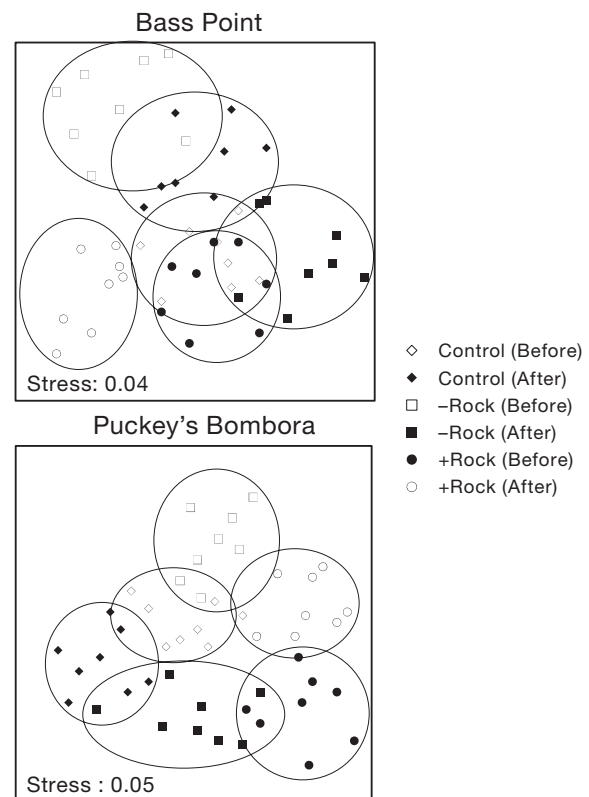 Bass Point
Stress: 0.04
Control (Before)
Control (After)
–Rock (Before)
–Rock (After)
+Rock (Before)
+Rock (After)
Puckey's Bombora
Stress : 0.05